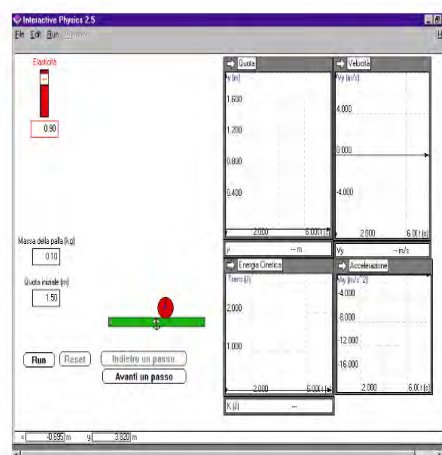 Interactive Physics 2.5
File Edit Run
Elasticità
0.90
Massa della palla (kg)
0.10
Quota iniziale (m)
1.50
Run Reset Indietro un passo
Avanti un passo
Quota
y (m)
1.600
1.200
0.800
0.400
2.000 6.000 t (s)
y -- m
Velocità
Vy (m/s)
4.000
0.000
-4.000
2.000 6.00 t (s)
Vy -- m/s
Energia Cinetica
Trans (J)
2.000
1.000
2.000 6.00 t (s)
K (J) --
Accelerazione
(m/s^2)
-4.000
-8.000
-12.000
-16.000
2.000 6.00 t (s)
x -0.695 m y 3.820 m